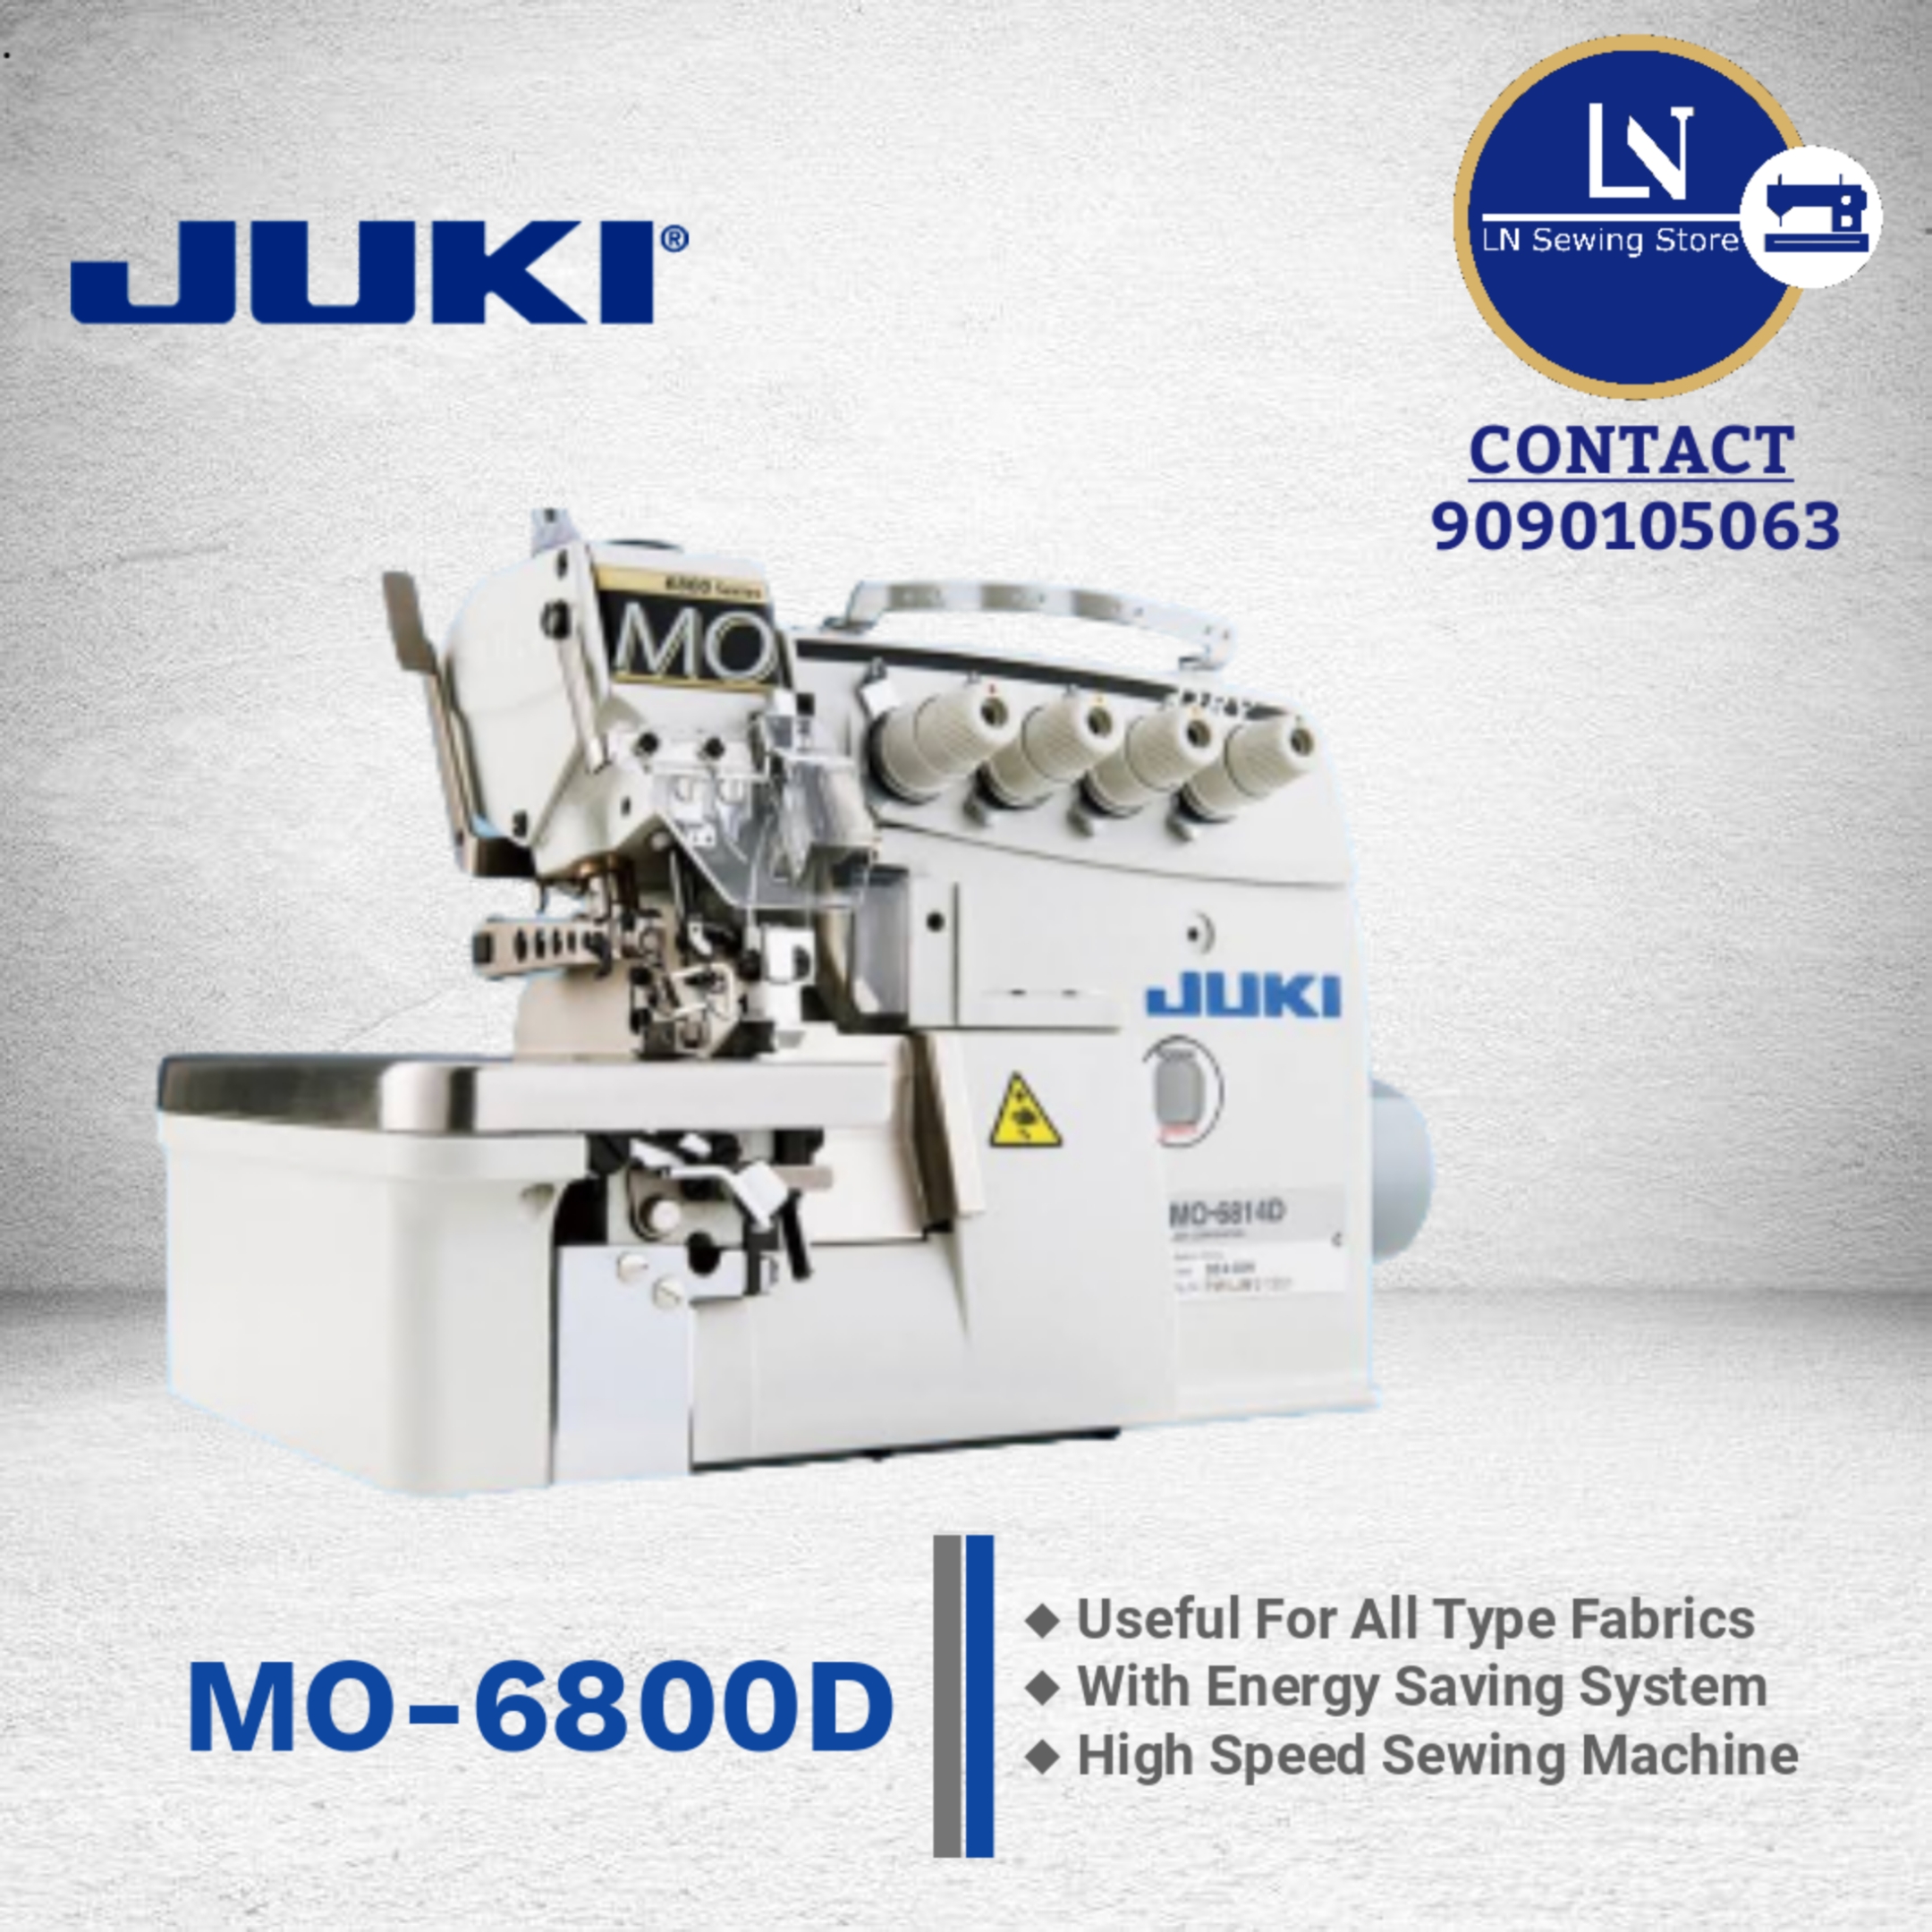 JUKI®
LN
LN Sewing Store
CONTACT
9090105063
6800 Series
MO
JUKI
MO-6814D
MO-6800D
◆ Useful For All Type Fabrics
◆ With Energy Saving System
◆ High Speed Sewing Machine